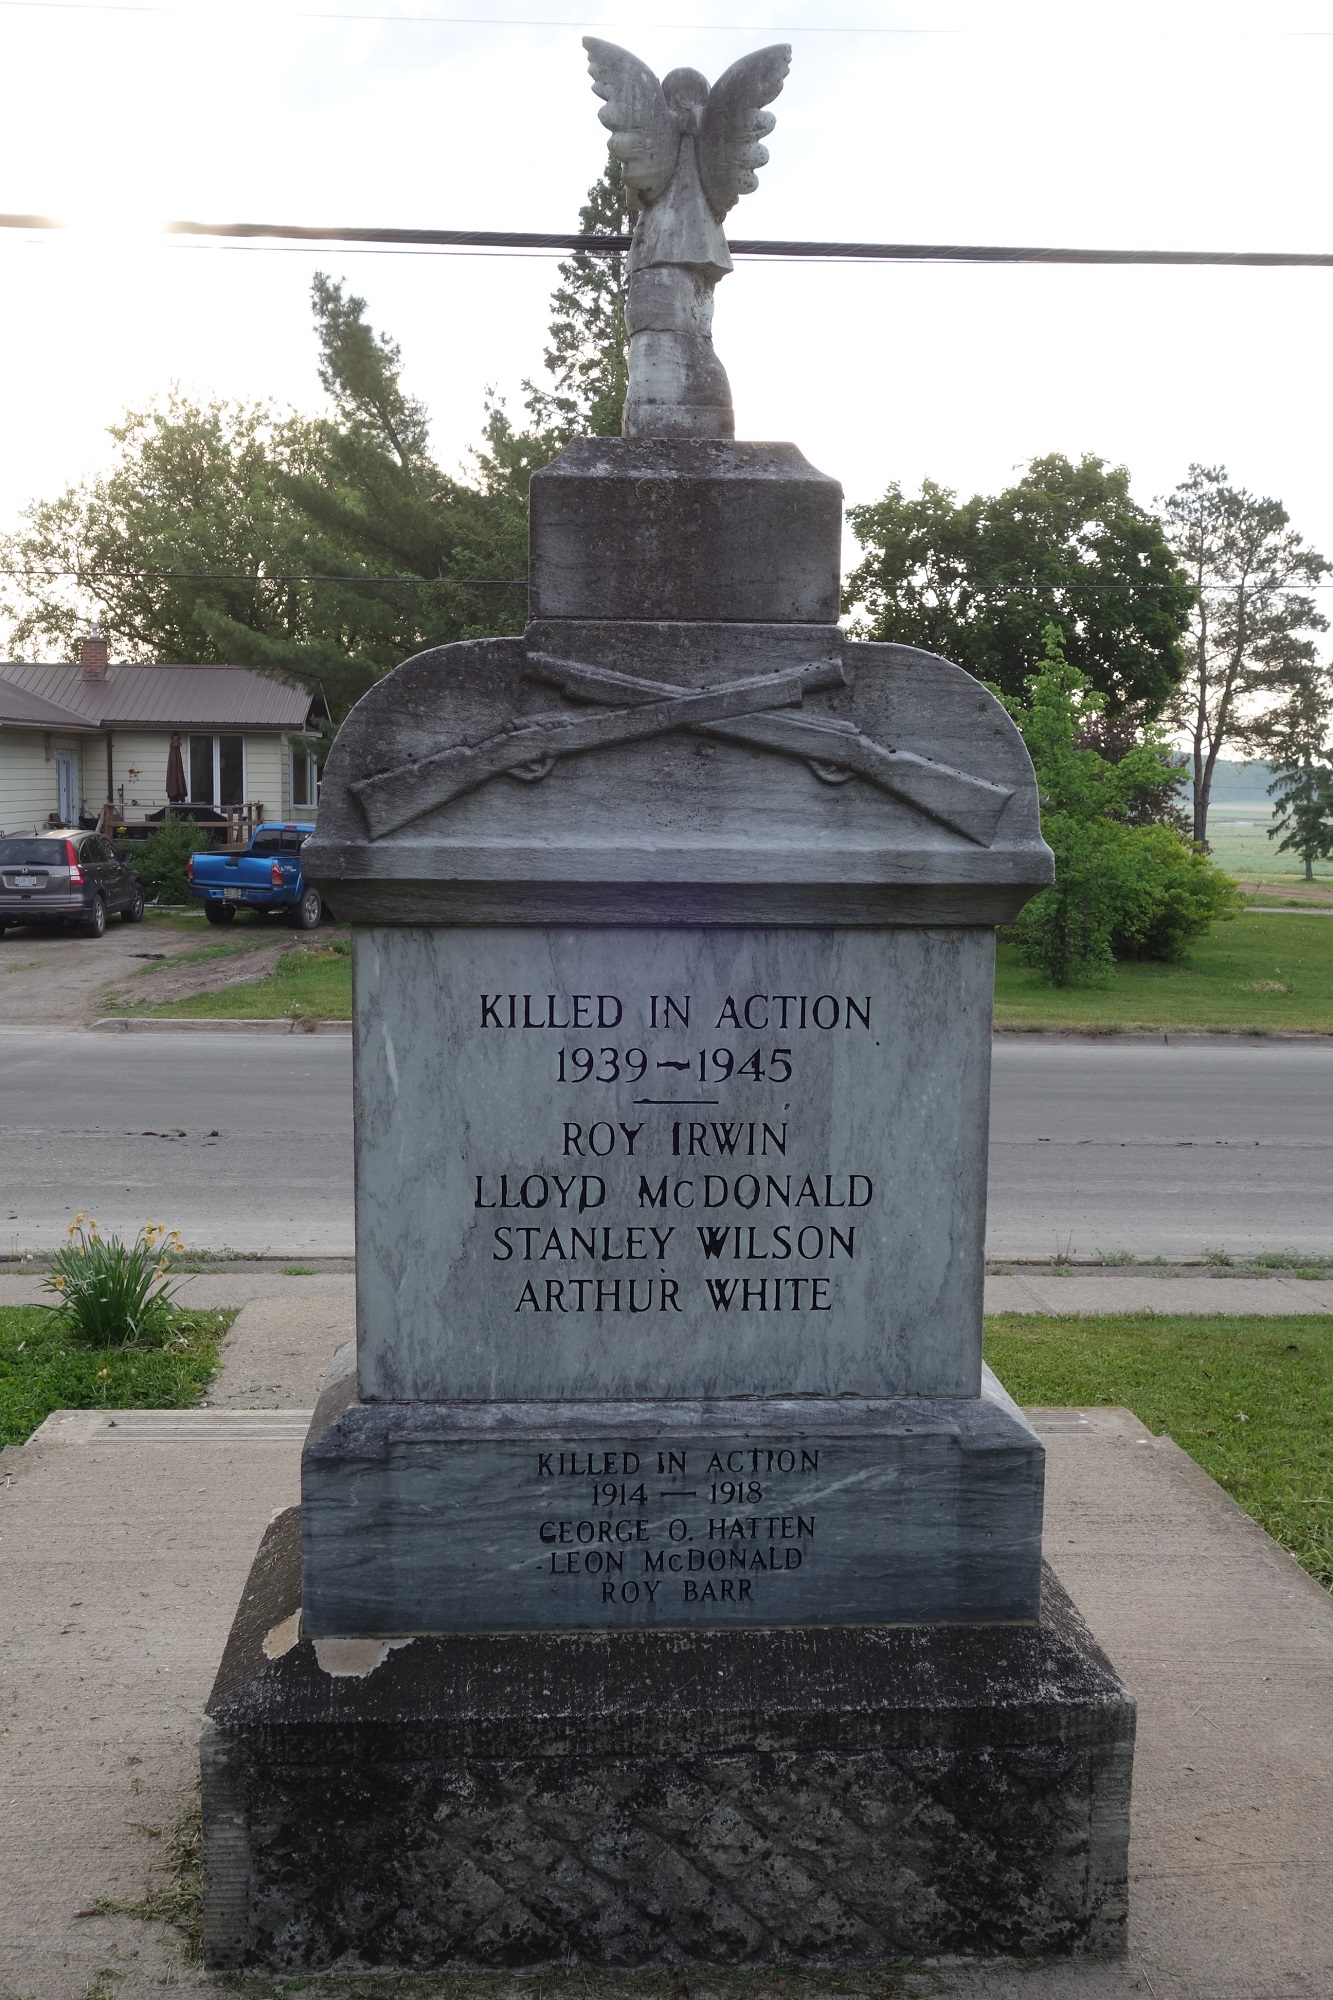 KILLED IN ACTION
1939–1945
ROY IRWIN
LLOYD McDONALD
STANLEY WILSON
ARTHUR WHITE
KILLED IN ACTION
1914 — 1918
GEORGE O. HATTEN
LEON McDONALD
ROY BARR